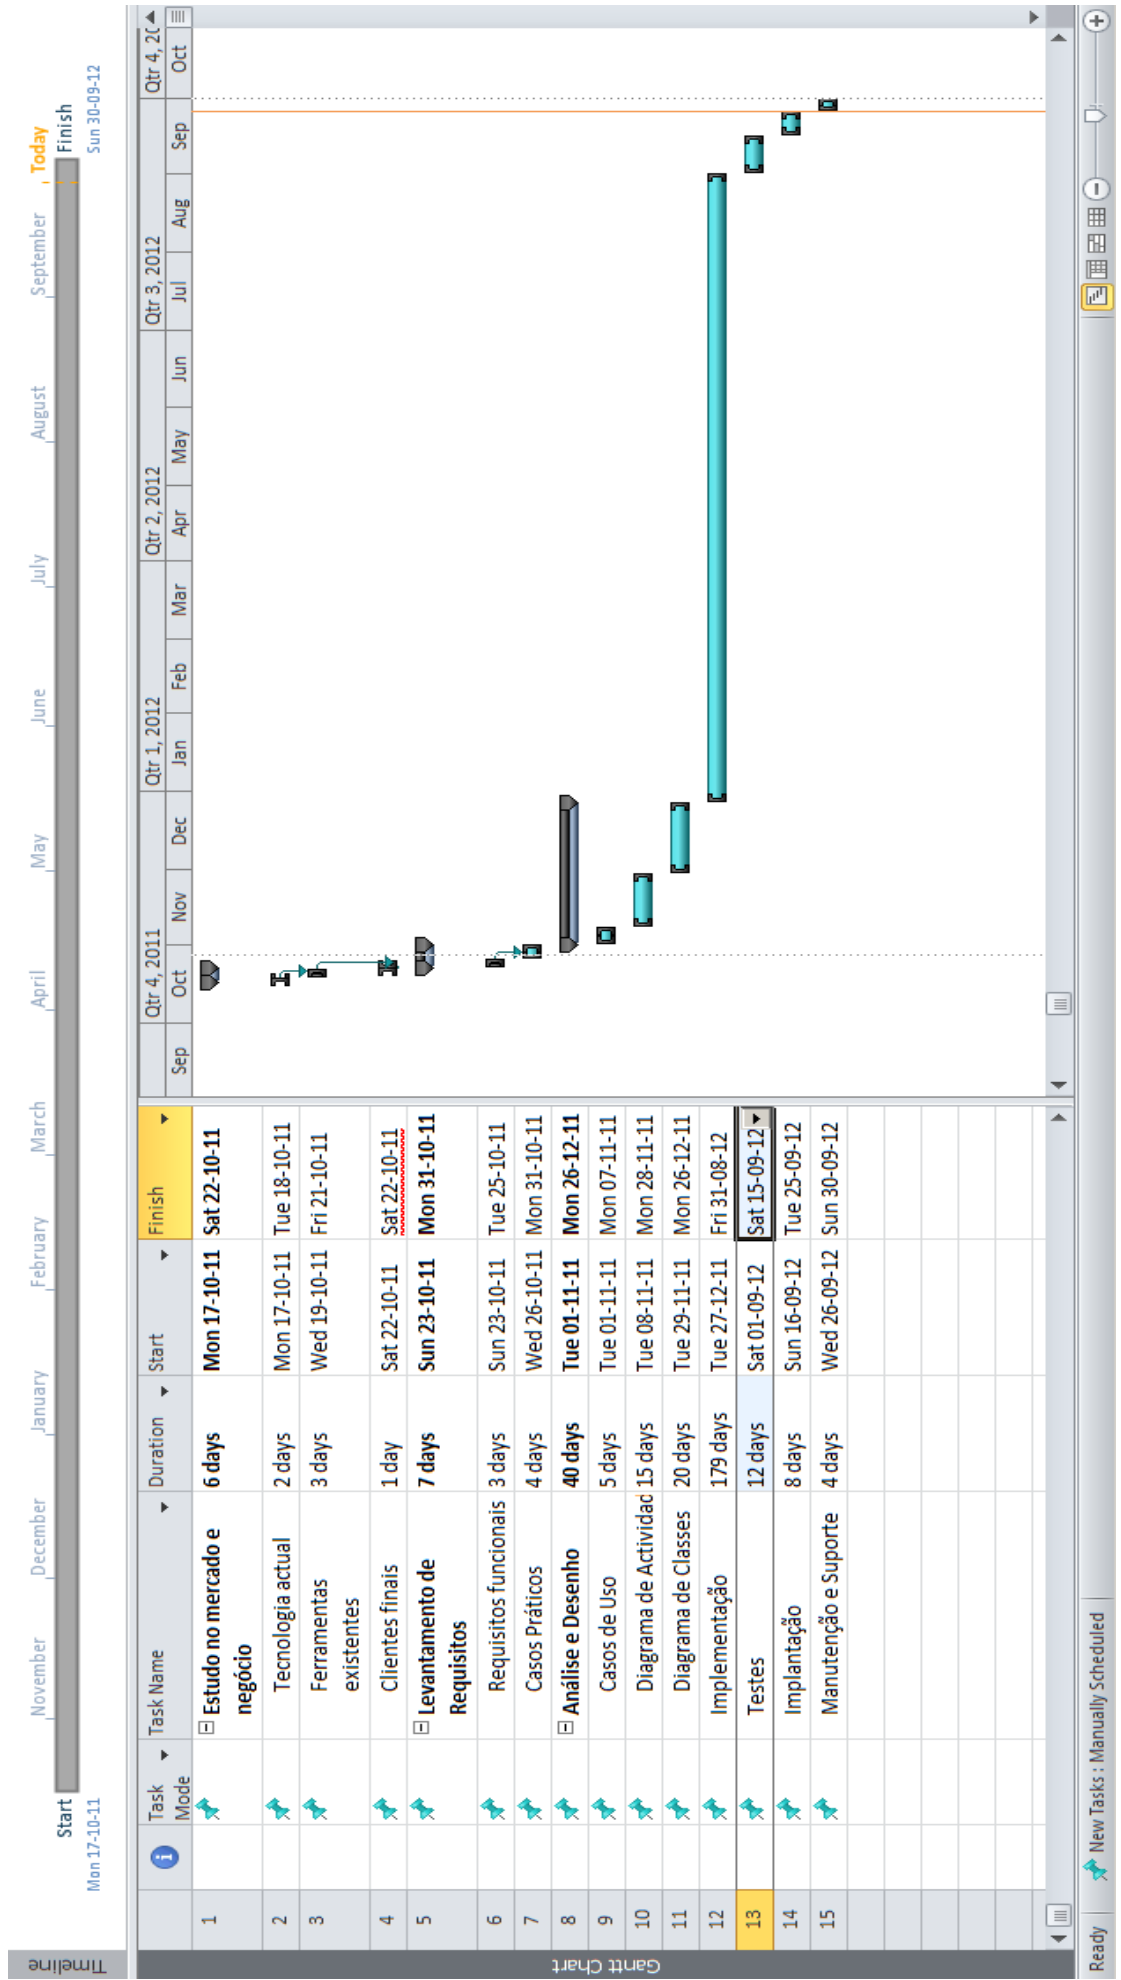 Timeline
November December January February March April May June July August September Today
Start Finish
Mon 17-10-11 Sun 30-09-12
Gantt Chart
Task Mode Task Name Duration Start Finish
Qtr 4, 2011 Qtr 1, 2012 Qtr 2, 2012 Qtr 3, 2012 Qtr 4, 20
Sep Oct Nov Dec Jan Feb Mar Apr May Jun Jul Aug Sep Oct
1 Estudo no mercado e 6 days Mon 17-10-11 Sat 22-10-11
negócio
2 Tecnologia actual 2 days Mon 17-10-11 Tue 18-10-11
3 Ferramentas 3 days Wed 19-10-11 Fri 21-10-11
existentes
4 Clientes finais 1 day Sat 22-10-11 Sat 22-10-11
5 Levantamento de 7 days Sun 23-10-11 Mon 31-10-11
Requisitos
6 Requisitos funcionais 3 days Sun 23-10-11 Tue 25-10-11
7 Casos Práticos 4 days Wed 26-10-11 Mon 31-10-11
8 Análise e Desenho 40 days Tue 01-11-11 Mon 26-12-11
9 Casos de Uso 5 days Tue 01-11-11 Mon 07-11-11
10 Diagrama de Actividad 15 days Tue 08-11-11 Mon 28-11-11
11 Diagrama de Classes 20 days Tue 29-11-11 Mon 26-12-11
12 Implementação 179 days Tue 27-12-11 Fri 31-08-12
13 Testes 12 days Sat 01-09-12 Sat 15-09-12
14 Implantação 8 days Sun 16-09-12 Tue 25-09-12
15 Manutenção e Suporte 4 days Wed 26-09-12 Sun 30-09-12
Ready New Tasks : Manually Scheduled